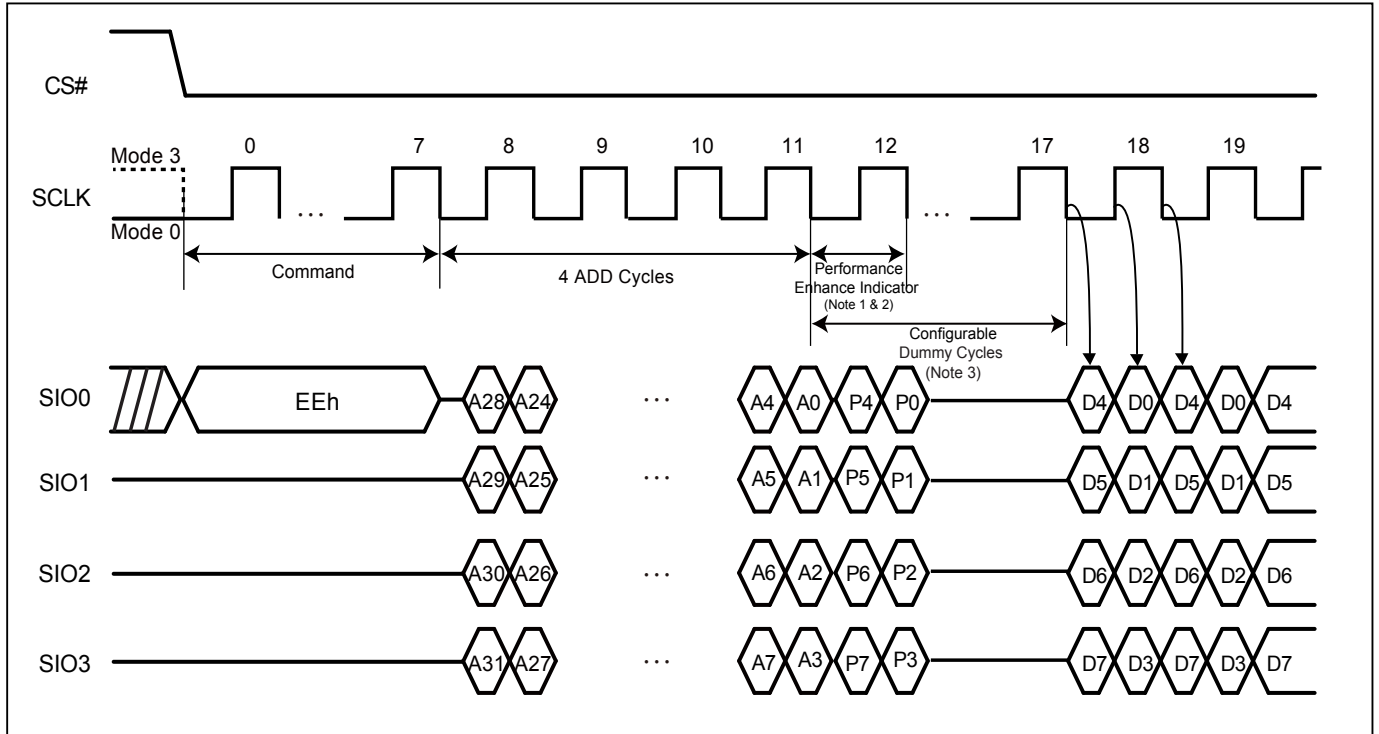 CS#
0 7 8 9 10 11 12 17 18 19
Mode 3
SCLK
...
...
Mode 0
Command
4 ADD Cycles
Performance
Enhance Indicator
(Note 1 & 2)
Configurable
Dummy Cycles
(Note 3)
SIO0 EEh A28 A24 ... A4 A0 P4 P0 D4 D0 D4 D0 D4
SIO1 A29 A25 ... A5 A1 P5 P1 D5 D1 D5 D1 D5
SIO2 A30 A26 ... A6 A2 P6 P2 D6 D2 D6 D2 D6
SIO3 A31 A27 ... A7 A3 P7 P3 D7 D3 D7 D3 D7